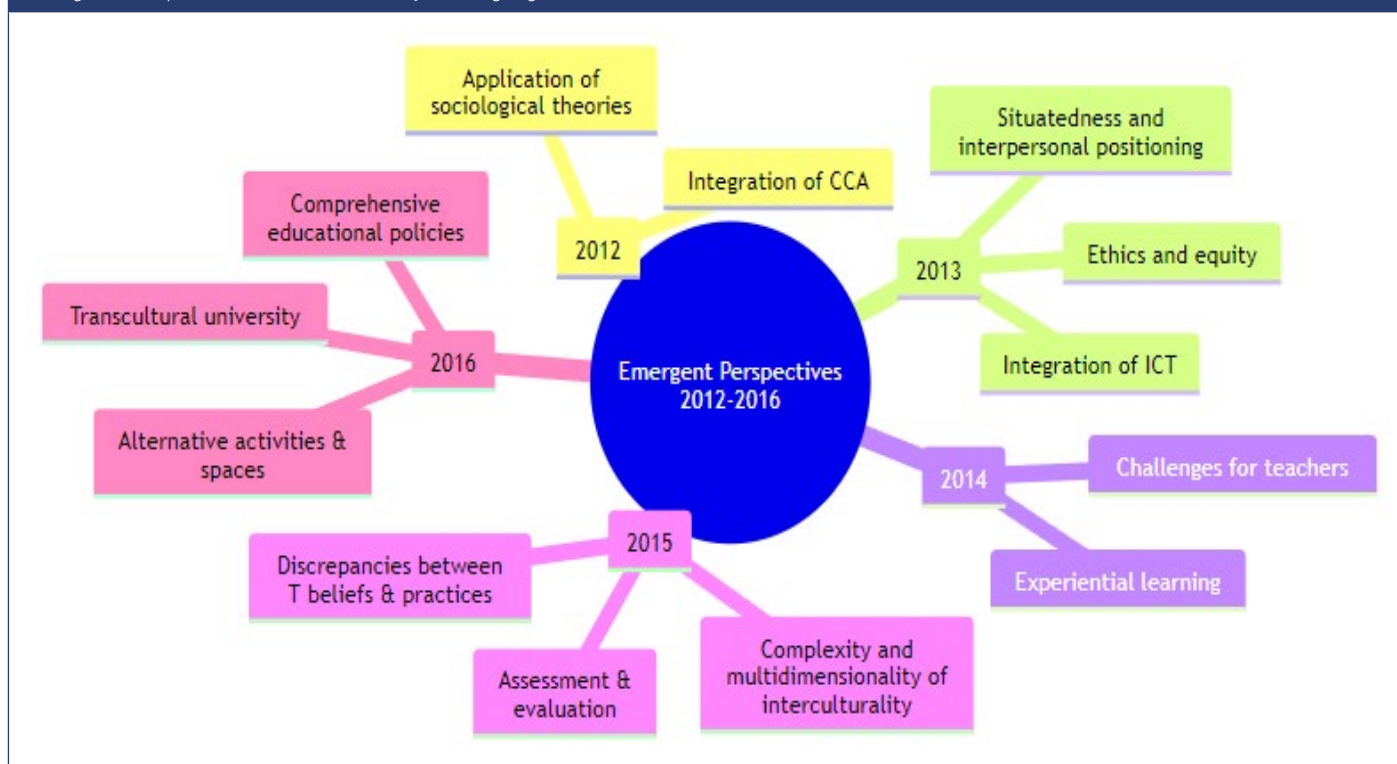 Emergent Perspectives
2012-2016
2012
Application of
sociological theories
Integration of CCA
2013
Situatedness and
interpersonal positioning
Ethics and equity
Integration of ICT
2014
Challenges for teachers
Experiential learning
2015
Complexity and
multidimensionality of
interculturality
Assessment &
evaluation
Discrepancies between
T beliefs & practices
2016
Alternative activities &
spaces
Transcultural university
Comprehensive
educational policies